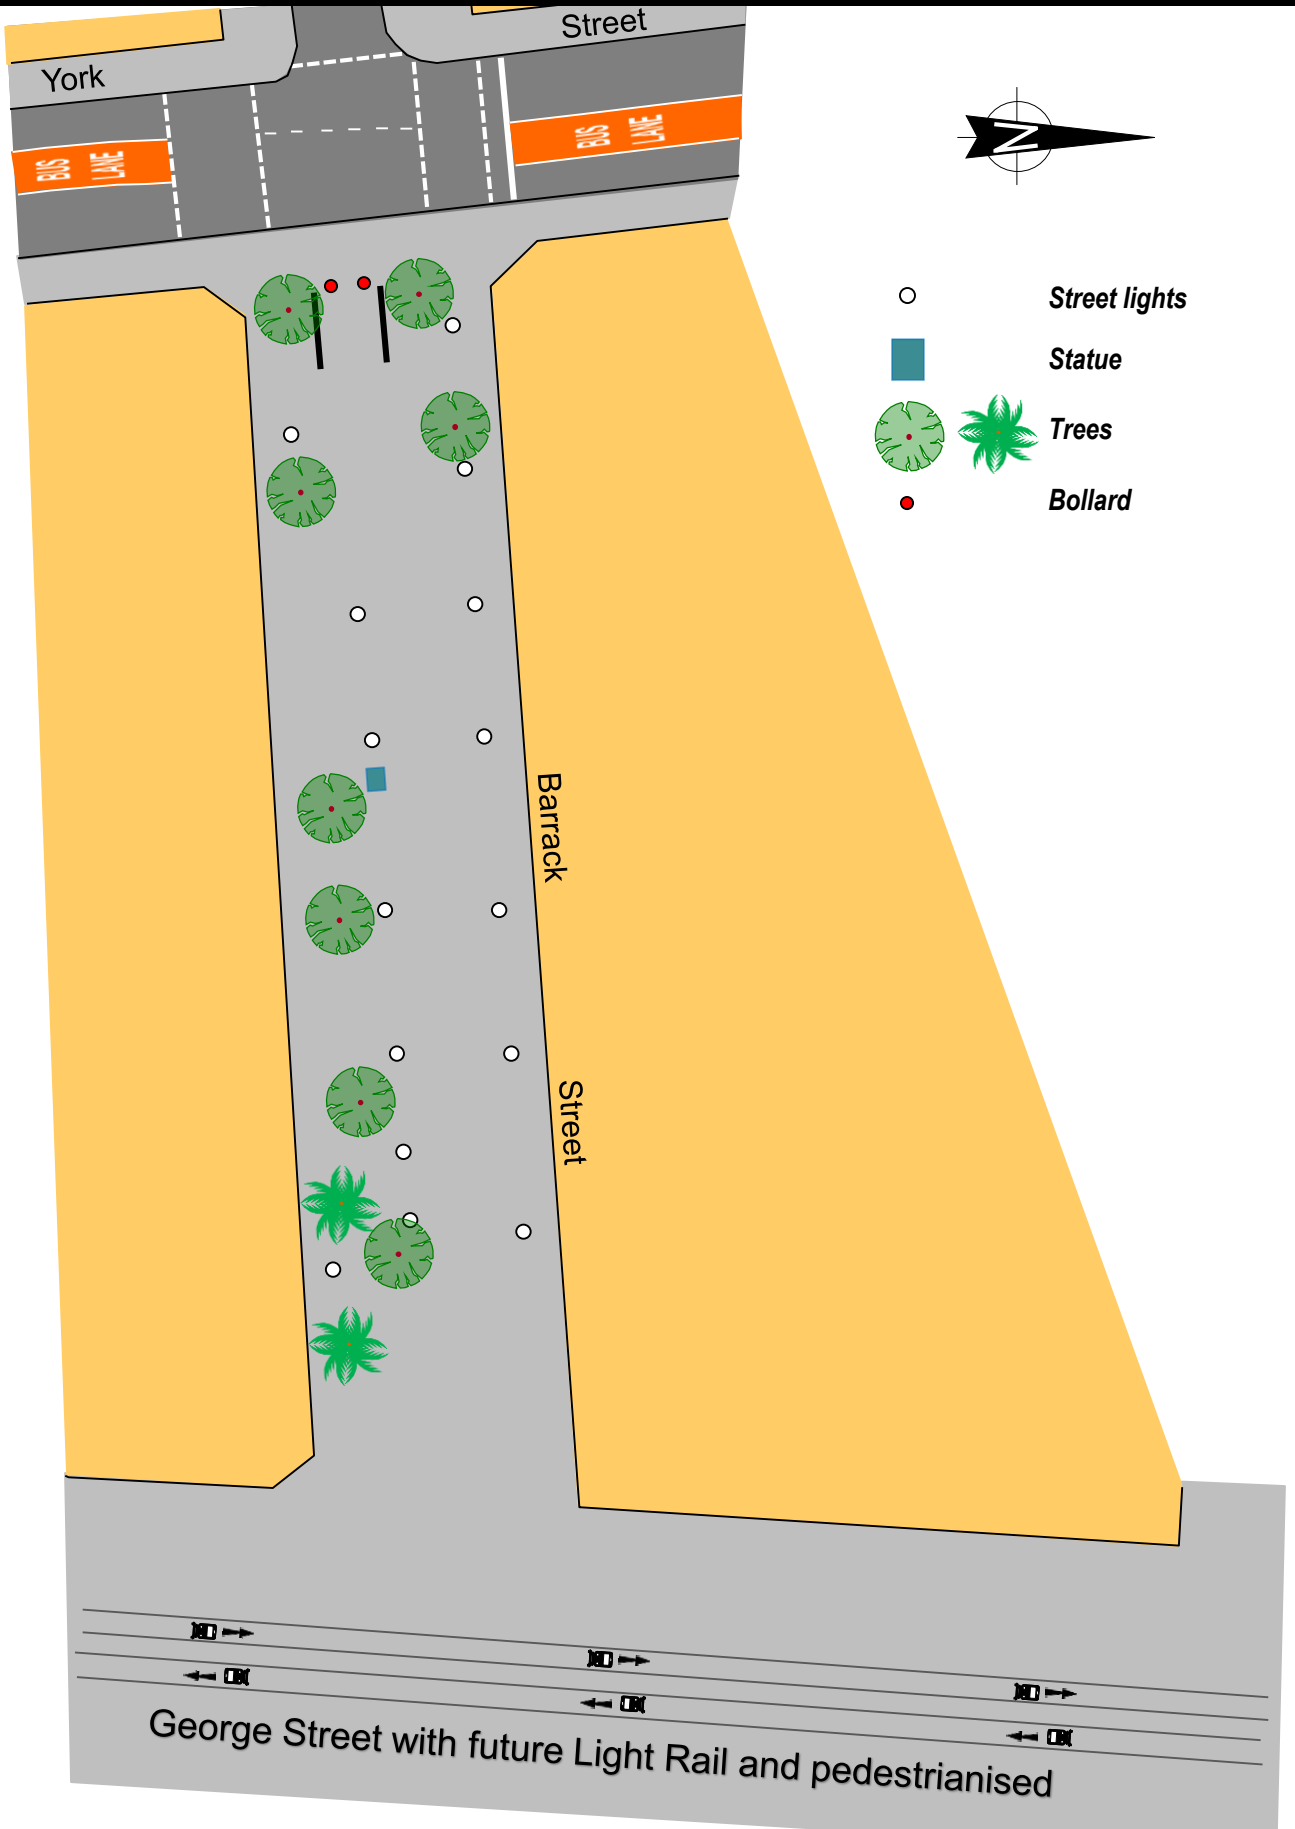 Street
York
BUS LANE
BUS LANE
N
Street lights
Statue
Trees
Bollard
Barrack
Street
George Street with future Light Rail and pedestrianised